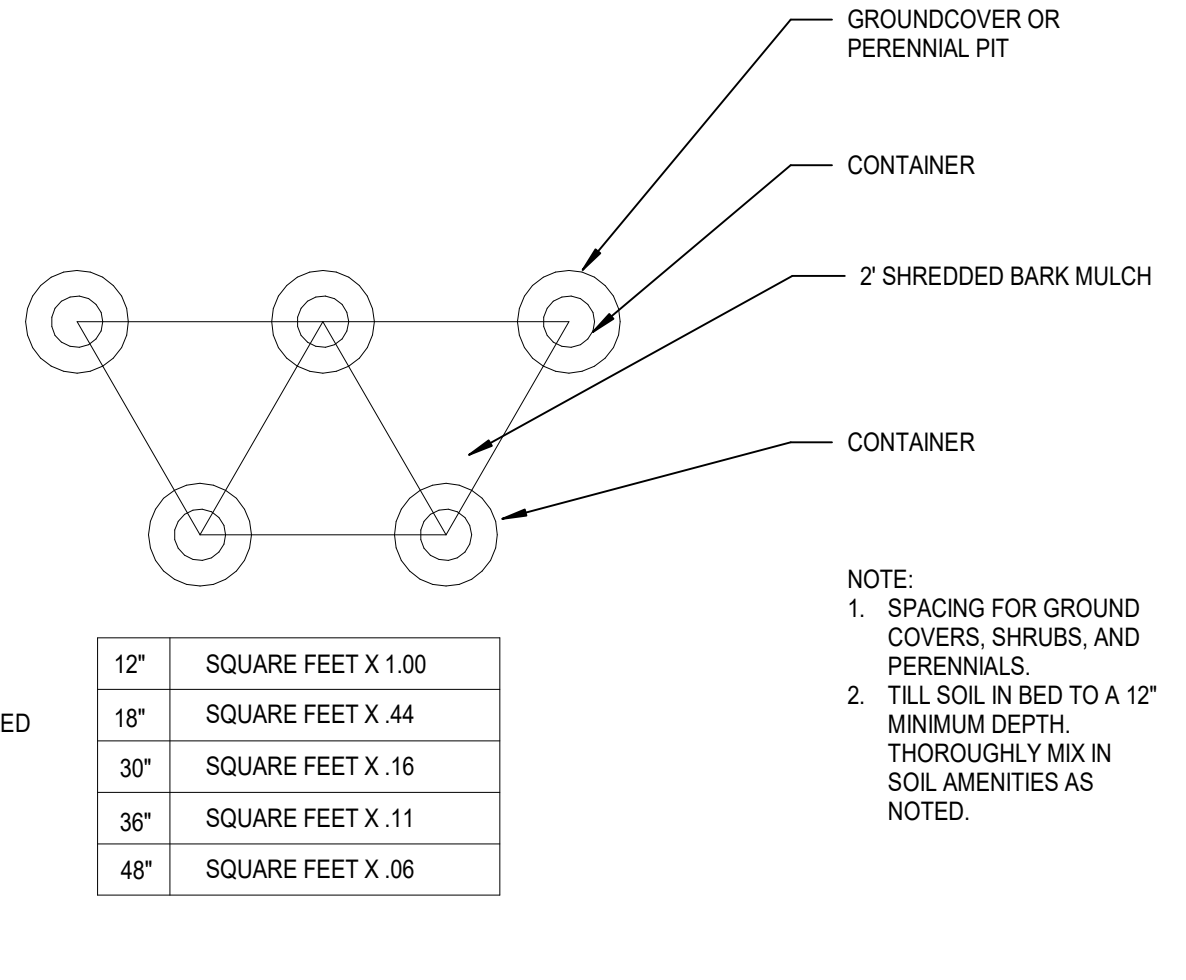 GROUNDCOVER OR
PERENNIAL PIT
CONTAINER
2' SHREDDED BARK MULCH
CONTAINER
NOTE:
1. SPACING FOR GROUND
COVERS, SHRUBS, AND
PERENNIALS.
2. TILL SOIL IN BED TO A 12"
MINIMUM DEPTH.
THOROUGHLY MIX IN
SOIL AMENITIES AS
NOTED.
12" SQUARE FEET X 1.00
18" SQUARE FEET X .44
30" SQUARE FEET X .16
36" SQUARE FEET X .11
48" SQUARE FEET X .06
ED